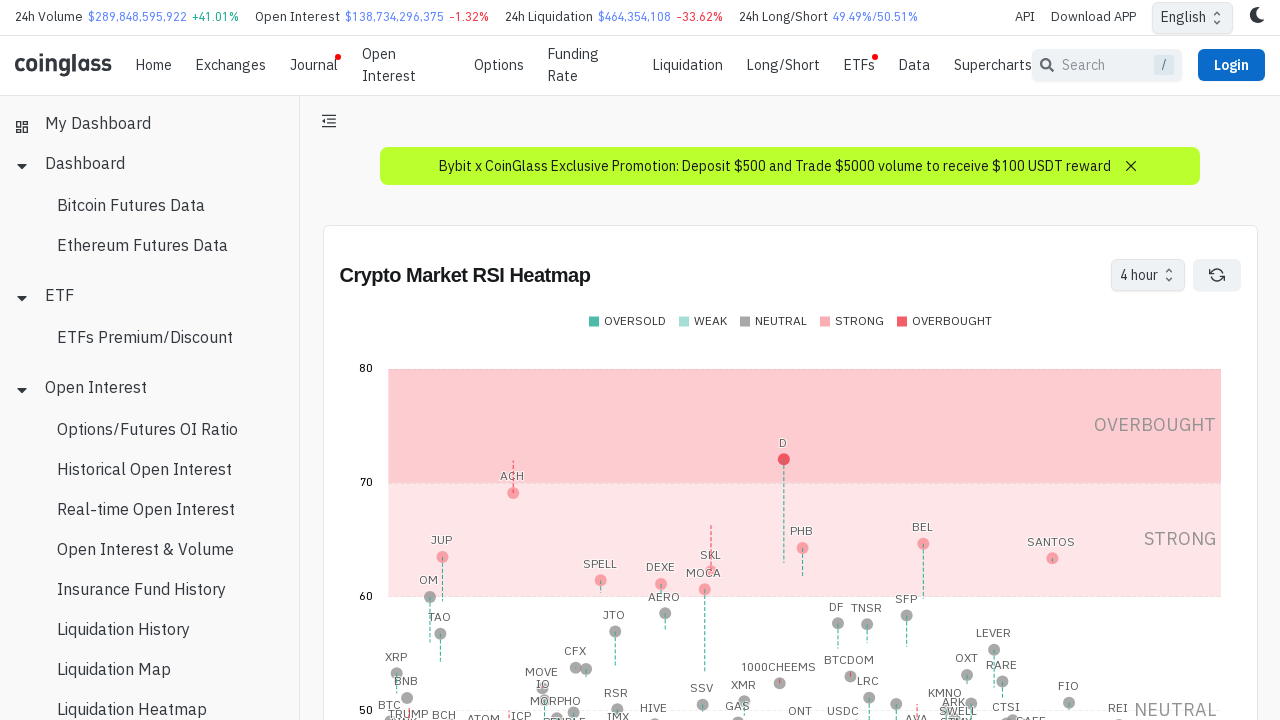 24h Volume $289,848,595,922 +41.01% Open Interest $138,734,296,375 -1.32% 24h Liquidation $464,354,108 -33.62% 24h Long/Short 49.49%/50.51% API Download APP English
coinglass Home Exchanges Journal Open Interest Options Funding Rate Liquidation Long/Short ETFs Data Supercharts Search / Login
My Dashboard
Dashboard
Bitcoin Futures Data
Ethereum Futures Data
ETF
ETFs Premium/Discount
Open Interest
Options/Futures OI Ratio
Historical Open Interest
Real-time Open Interest
Open Interest & Volume
Insurance Fund History
Liquidation History
Liquidation Map
Liquidation Heatmap
Bybit x CoinGlass Exclusive Promotion: Deposit $500 and Trade $5000 volume to receive $100 USDT reward
Crypto Market RSI Heatmap 4 hour
OVERSOLD WEAK NEUTRAL STRONG OVERBOUGHT
80
OVERBOUGHT
D
ACH
70
BEL
PHB
JUP STRONG
SANTOS
SKL
SPELL DEXE
MOCA
OM
60 AERO SFP
DF TNSR
TAO JTO
LEVER
CFX
XRP BTCDOM OXT
1000CHEEMS RARE
MOVE
BNB IO XMR LRC FIO
SSV
RSR KMNO
MORPHO
BTC GAS ARK CTSI
HIVE REI
50 TRUMP BCH ICP IMX ONT USDC SWELL NEUTRAL
ATOM AVA